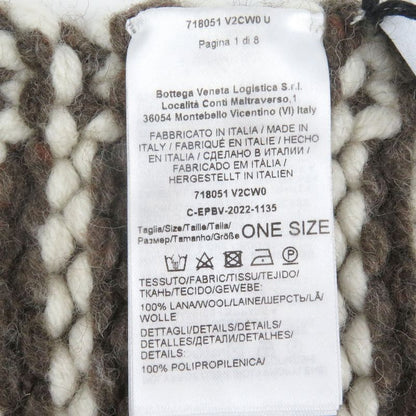 718051 V2CW0 U
Pagina 1 di 8
Bottega Veneta Logistica S.r.l.
Località Conti Maltraverso,1
36054 Montebello Vicentino (VI) Italy
FABBRICATO IN ITALIA / MADE IN
ITALY / FABRIQUÉ EN ITALIE / HECHO
EN ITALIA / СДЕЛАНО В ИТАЛИИ /
FABRICADO EM ITÁLIA /
HERGESTELLT IN ITALIEN
718051 V2CW0
C-EPBV-2022-1135
Taglia/Size/Taille/Talla/
Размер/Tamanho/Größe ONE SIZE
TESSUTO/FABRIC/TISSU/TEJIDO/
ТКАНЬ/TECIDO/GEWEBE:
100% LANA/WOOL/LAINE/ШЕРСТЬ/LÃ/
WOLLE
DETTAGLI/DETAILS/DÉTAILS/
DETALLES/ДЕТАЛИ/DETALHES/
DETAILS:
100% POLIPROPILENICA/